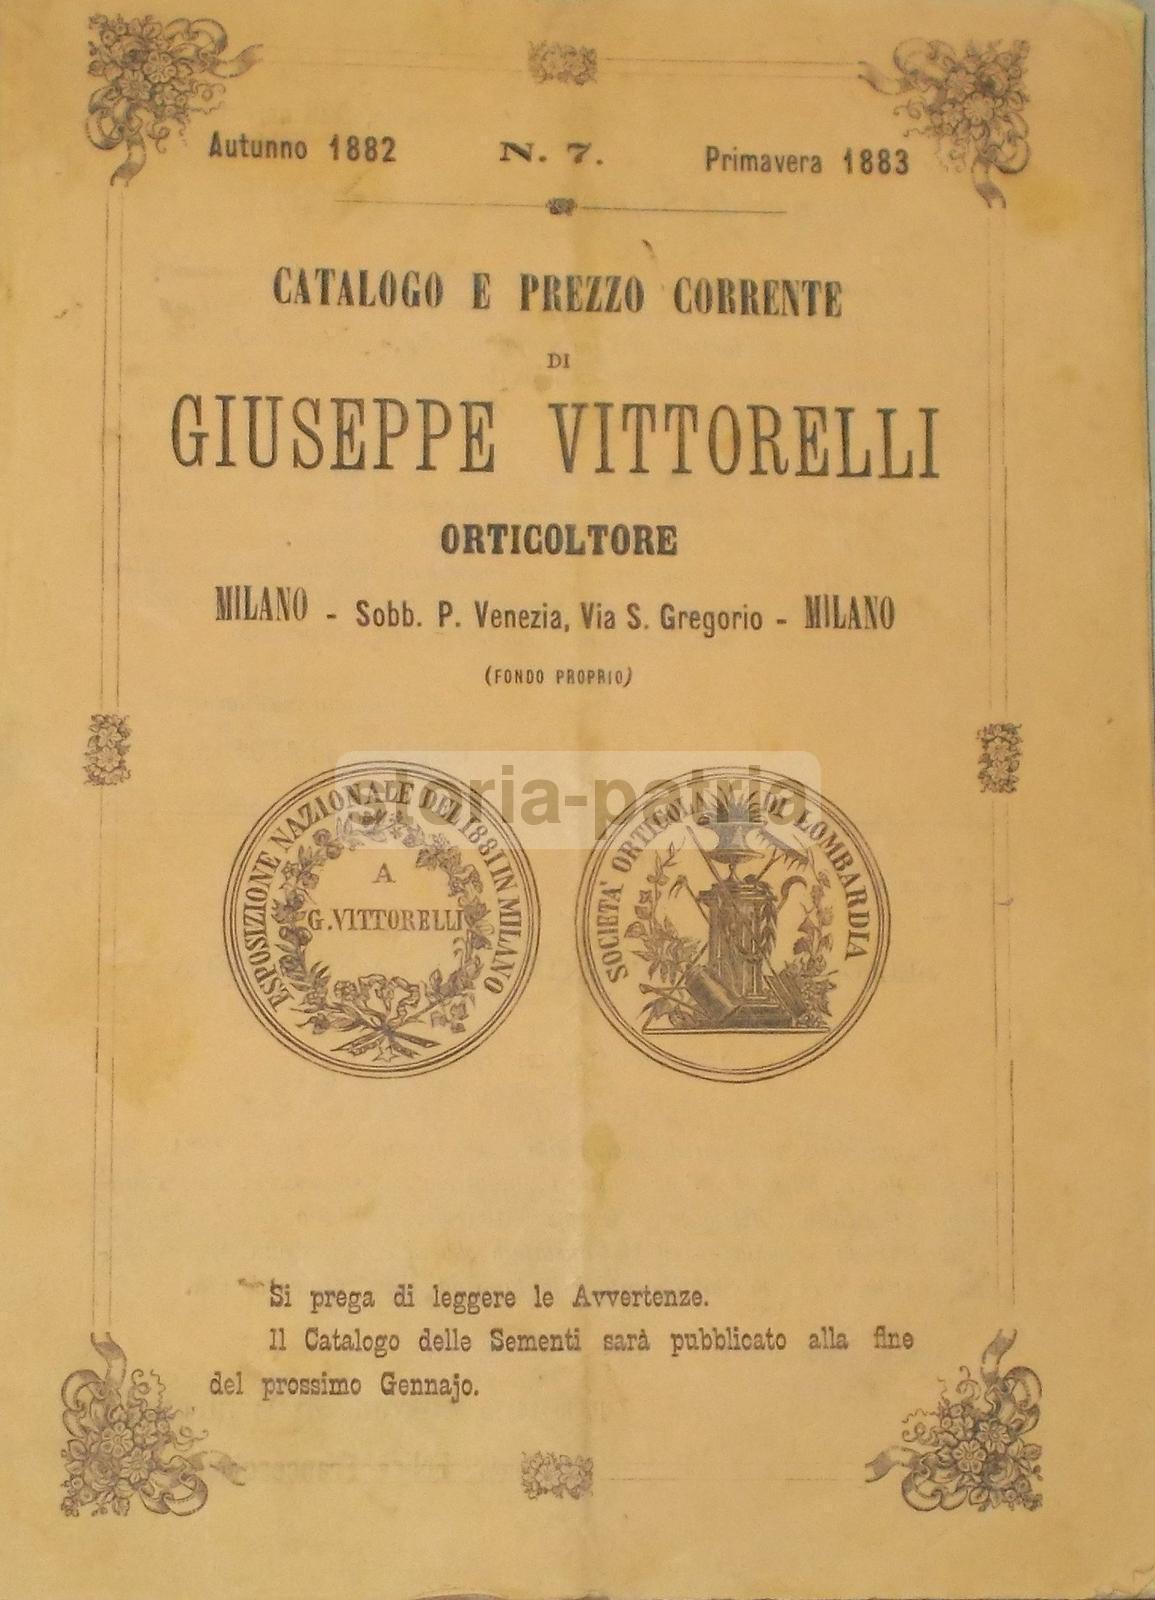 Autunno 1882 N. 7. Primavera 1883
CATALOGO E PREZZO CORRENTE
DI
GIUSEPPE VITTORELLI
ORTICOLTORE
MILANO - Sobb. P. Venezia, Via S. Gregorio - MILANO
(FONDO PROPRIO)
storia-patria
ESPOSIZIONE NAZIONALE DEL 1881 IN MILANO
A
G. VITTORELLI
SOCIETA' ORTICOLA DI LOMBARDIA
Si prega di leggere le Avvertenze.
Il Catalogo delle Sementi sarà pubblicato alla fine
del prossimo Gennajo.